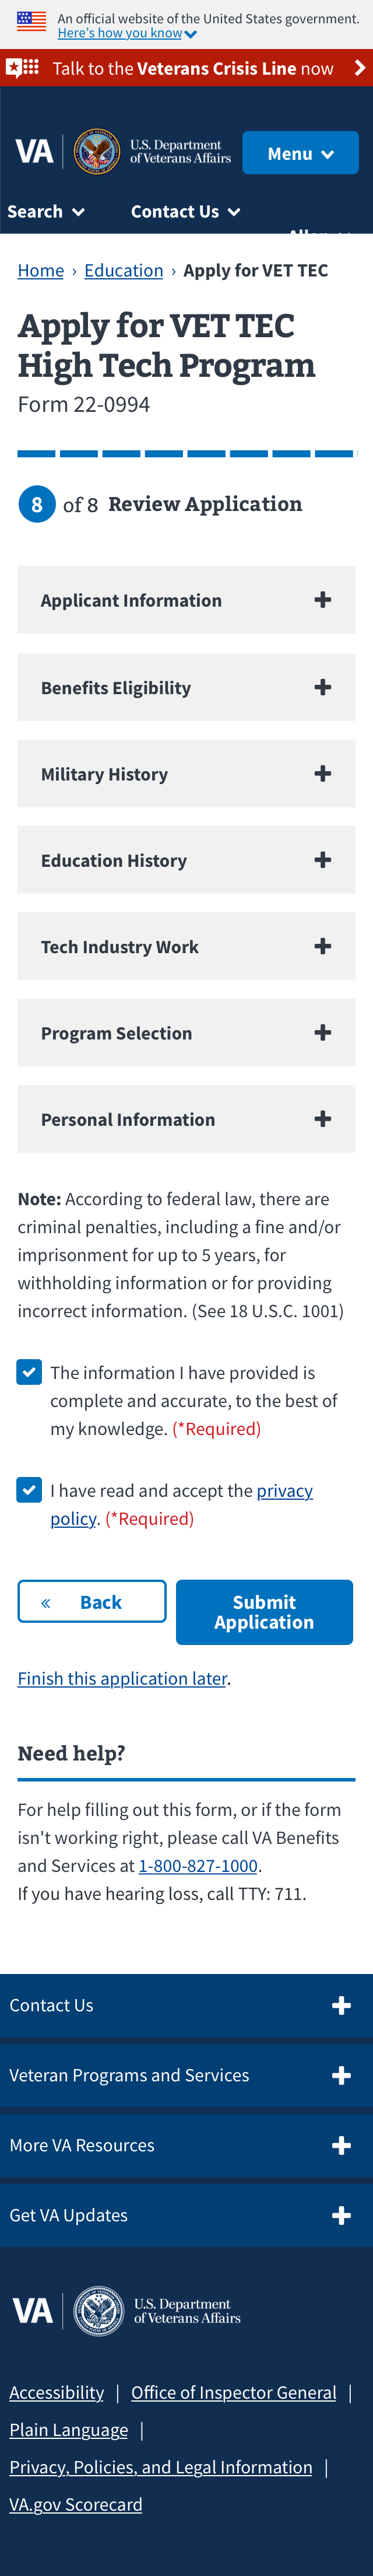 An official website of the United States government.
Here's how you know
Talk to the Veterans Crisis Line now
VA
U.S. Department
of Veterans Affairs
Menu
Search
Contact Us
Home › Education › Apply for VET TEC
Apply for VET TEC
High Tech Program
Form 22-0994
8 of 8 Review Application
Applicant Information
Benefits Eligibility
Military History
Education History
Tech Industry Work
Program Selection
Personal Information
Note: According to federal law, there are
criminal penalties, including a fine and/or
imprisonment for up to 5 years, for
withholding information or for providing
incorrect information. (See 18 U.S.C. 1001)
The information I have provided is
complete and accurate, to the best of
my knowledge. (*Required)
I have read and accept the privacy
policy. (*Required)
« Back
Submit
Application
Finish this application later.
Need help?
For help filling out this form, or if the form
isn't working right, please call VA Benefits
and Services at 1-800-827-1000.
If you have hearing loss, call TTY: 711.
Contact Us
Veteran Programs and Services
More VA Resources
Get VA Updates
VA
U.S. Department
of Veterans Affairs
Accessibility | Office of Inspector General |
Plain Language |
Privacy, Policies, and Legal Information |
VA.gov Scorecard